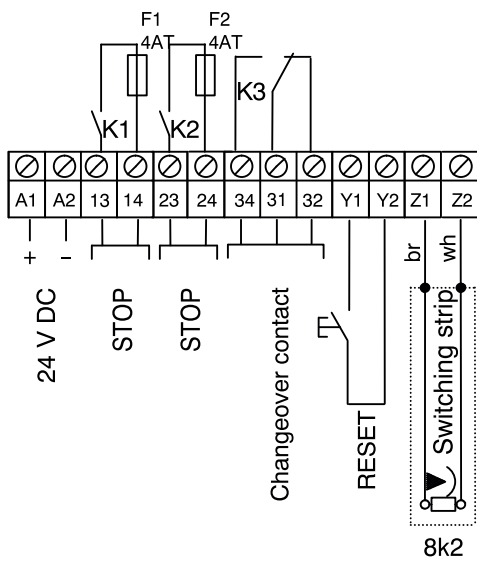 F1 F2
4AT 4AT
K1 K2 K3
A1 A2 13 14 23 24 34 31 32 Y1 Y2 Z1 Z2
+ −
br wh
24 V DC
STOP
STOP
Changeover contact
RESET
Switching strip
8k2